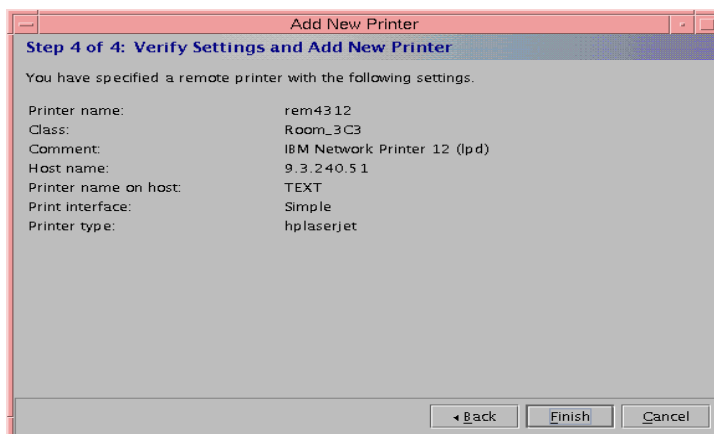 Add New Printer
Step 4 of 4: Verify Settings and Add New Printer
You have specified a remote printer with the following settings.
Printer name: rem4312
Class: Room_3C3
Comment: IBM Network Printer 12 (lpd)
Host name: 9.3.240.51
Printer name on host: TEXT
Print interface: Simple
Printer type: hplaserjet
Back Finish Cancel